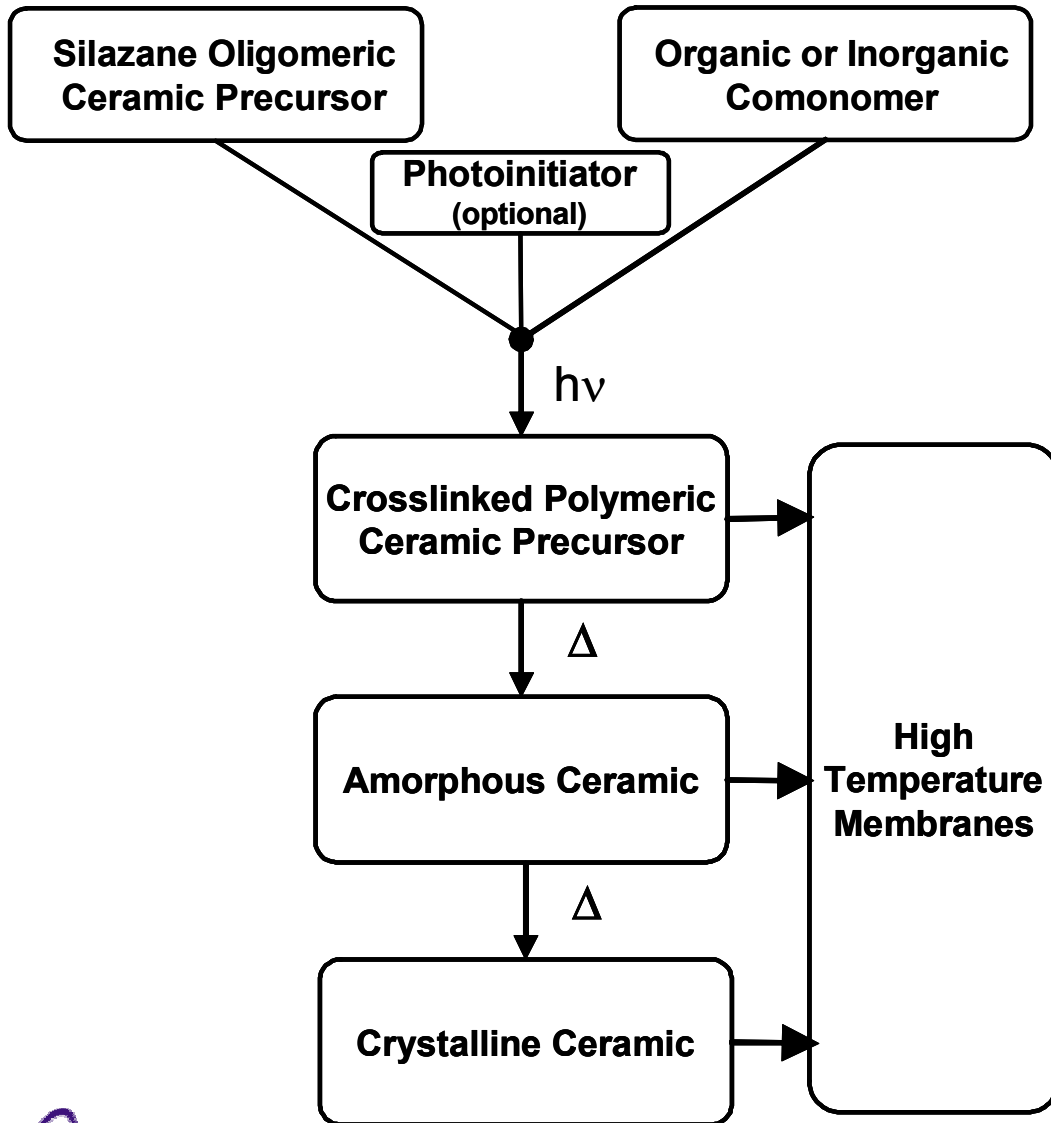 Silazane Oligomeric
Ceramic Precursor
Organic or Inorganic
Comonomer
Photoinitiator
(optional)
hν
Crosslinked Polymeric
Ceramic Precursor
Δ
Amorphous Ceramic
High
Temperature
Membranes
Δ
Crystalline Ceramic